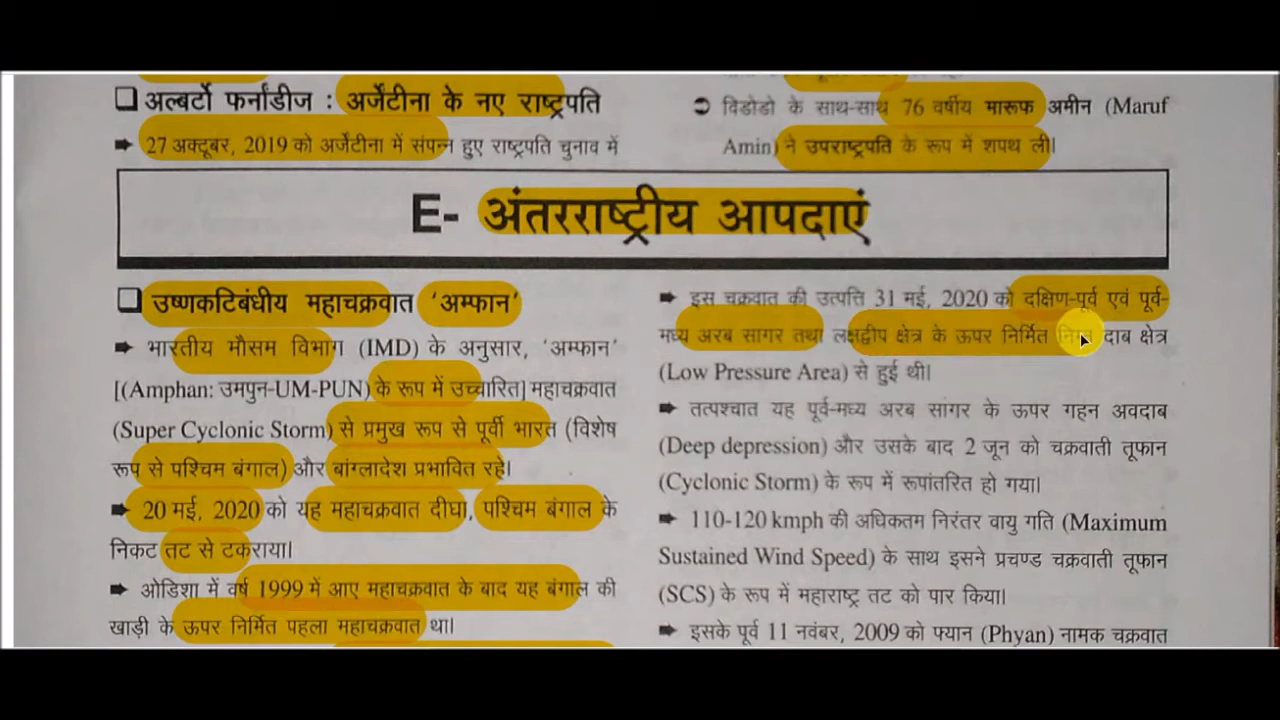 ❑ अल्बर्टो फर्नांडीज : अर्जेंटीना के नए राष्ट्रपति
➡ 27 अक्टूबर, 2019 को अर्जेंटीना में संपन्न हुए राष्ट्रपति चुनाव में
➲ विडोडो के साथ-साथ 76 वर्षीय मारूफ अमीन (Maruf
Amin) ने उपराष्ट्रपति के रूप में शपथ ली।
E- अंतरराष्ट्रीय आपदाएं
❑ उष्णकटिबंधीय महाचक्रवात ‘अम्फान’
➡ भारतीय मौसम विभाग (IMD) के अनुसार, ‘अम्फान’
[(Amphan: उमपुन-UM-PUN) के रूप में उच्चारित] महाचक्रवात
(Super Cyclonic Storm) से प्रमुख रूप से पूर्वी भारत (विशेष
रूप से पश्चिम बंगाल) और बांग्लादेश प्रभावित रहे।
➡ 20 मई, 2020 को यह महाचक्रवात दीघा, पश्चिम बंगाल के
निकट तट से टकराया।
➡ ओडिशा में वर्ष 1999 में आए महाचक्रवात के बाद यह बंगाल की
खाड़ी के ऊपर निर्मित पहला महाचक्रवात था।
➡ इस चक्रवात की उत्पत्ति 31 मई, 2020 को दक्षिण-पूर्व एवं पूर्व-
मध्य अरब सागर तथा लक्षद्वीप क्षेत्र के ऊपर निर्मित निम्न दाब क्षेत्र
(Low Pressure Area) से हुई थी।
➡ तत्पश्चात यह पूर्व-मध्य अरब सागर के ऊपर गहन अवदाब
(Deep depression) और उसके बाद 2 जून को चक्रवाती तूफान
(Cyclonic Storm) के रूप में रूपांतरित हो गया।
➡ 110-120 kmph की अधिकतम निरंतर वायु गति (Maximum
Sustained Wind Speed) के साथ इसने प्रचण्ड चक्रवाती तूफान
(SCS) के रूप में महाराष्ट्र तट को पार किया।
➡ इसके पूर्व 11 नवंबर, 2009 को फ्यान (Phyan) नामक चक्रवात